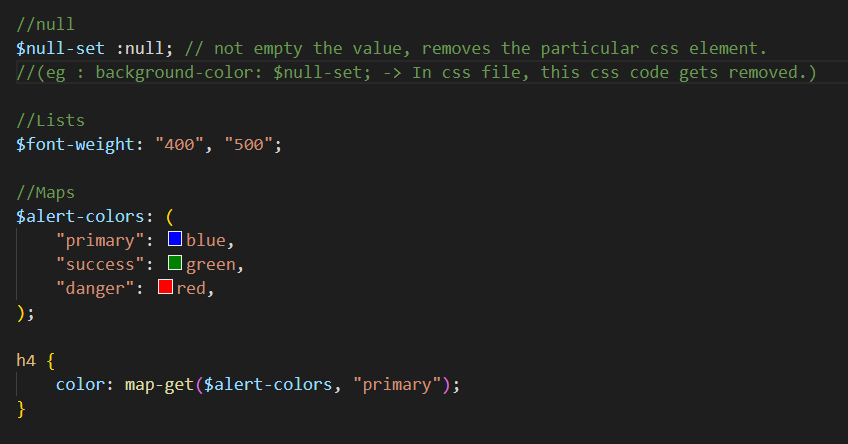 //null
$null-set :null; // not empty the value, removes the particular css element.
//(eg : background-color: $null-set; -> In css file, this css code gets removed.)
//Lists
$font-weight: "400", "500";
//Maps
$alert-colors: (
"primary": blue,
"success": green,
"danger": red,
);
h4 {
color: map-get($alert-colors, "primary");
}